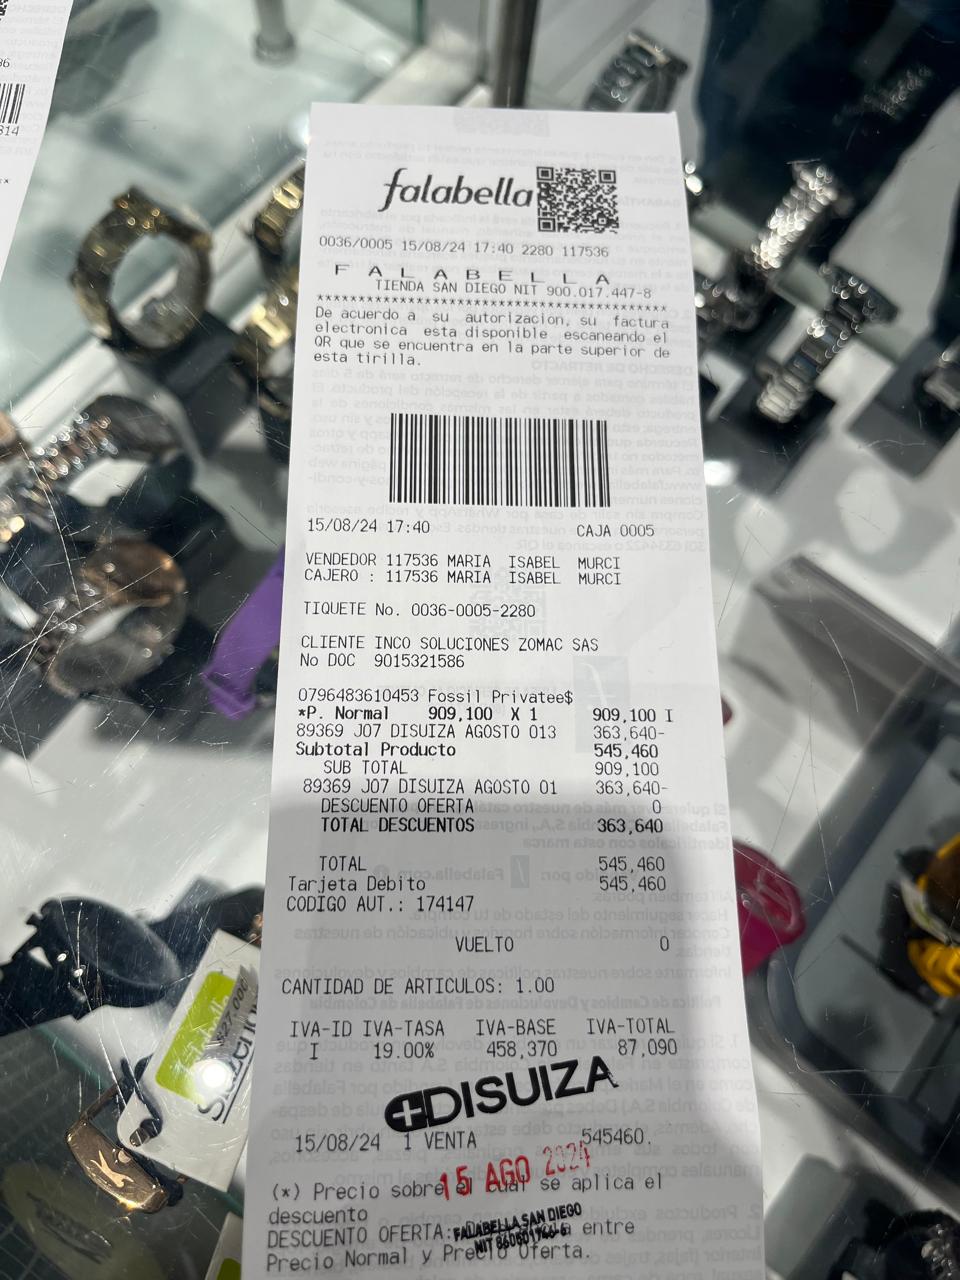 falabella
0036/0005 15/08/24 17:40 2280 117536
F A L A B E L L A
TIENDA SAN DIEGO NIT 900.017.447-8
******************************************
De acuerdo a su autorizacion, su factura
electronica esta disponible escaneando el
QR que se encuentra en la parte superior de
esta tirilla.
15/08/24 17:40 CAJA 0005
VENDEDOR 117536 MARIA ISABEL MURCI
CAJERO : 117536 MARIA ISABEL MURCI
TIQUETE No. 0036-0005-2280
CLIENTE INCO SOLUCIONES ZOMAC SAS
No DOC 9015321586
0796483610453 Fossil Privatee$
*P. Normal 909,100 X 1 909,100 I
89369 J07 DISUIZA AGOSTO 013 363,640-
Subtotal Producto 545,460
SUB TOTAL 909,100
89369 J07 DISUIZA AGOSTO 01 363,640-
DESCUENTO OFERTA 0
TOTAL DESCUENTOS 363,640
TOTAL 545,460
Tarjeta Debito 545,460
CODIGO AUT.: 174147
VUELTO 0
CANTIDAD DE ARTICULOS: 1.00
IVA-ID IVA-TASA IVA-BASE IVA-TOTAL
I 19.00% 458,370 87,090
DISUIZA
15/08/24 1 VENTA 545460.
15 AGO 2024
(*) Precio sobre el cual se aplica el
descuento
DESCUENTO OFERTA: entre
FALABELLA SAN DIEGO
Precio Normal y Precio Oferta.